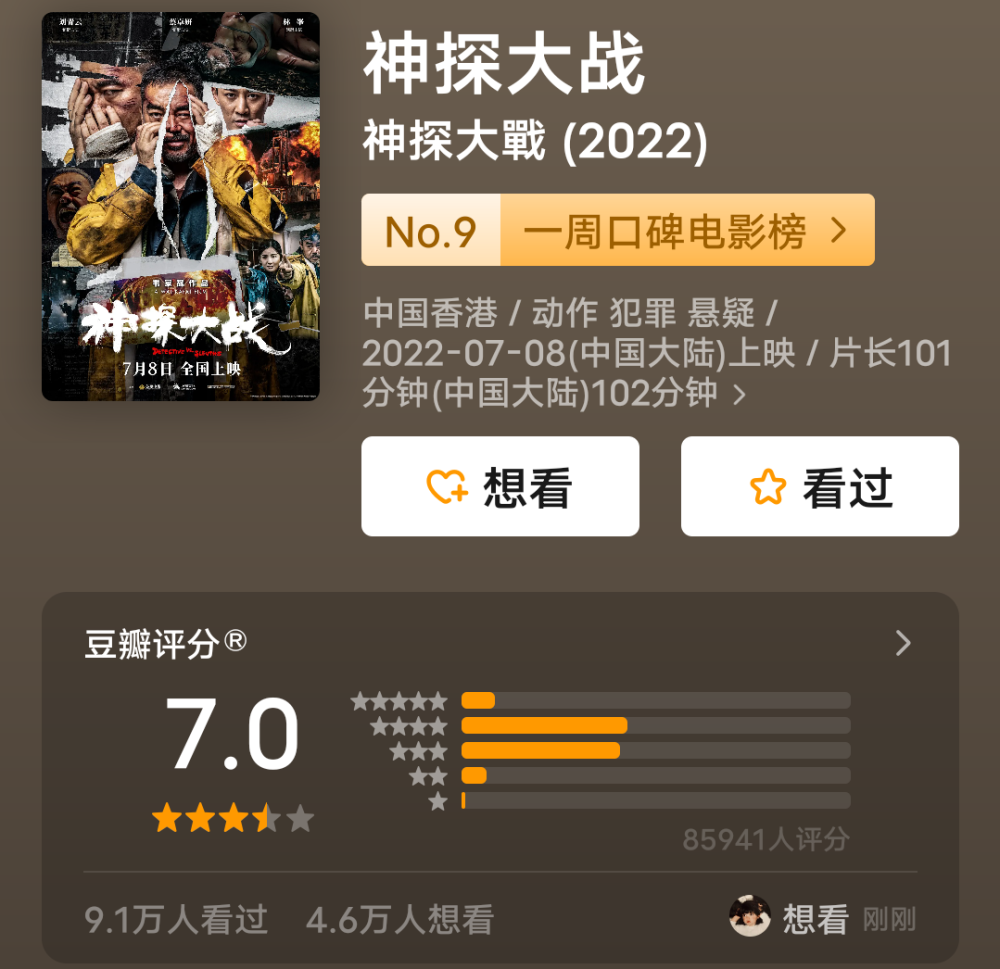 刘青云
蔡卓妍
林峯
神探大战
7月8日 全国上映
神探大战
神探大戰 (2022)
No.9 一周口碑电影榜
中国香港 / 动作 犯罪 悬疑 /
2022-07-08(中国大陆)上映 / 片长101
分钟(中国大陆)102分钟
想看
看过
豆瓣评分®
7.0
85941人评分
9.1万人看过 4.6万人想看
想看 刚刚